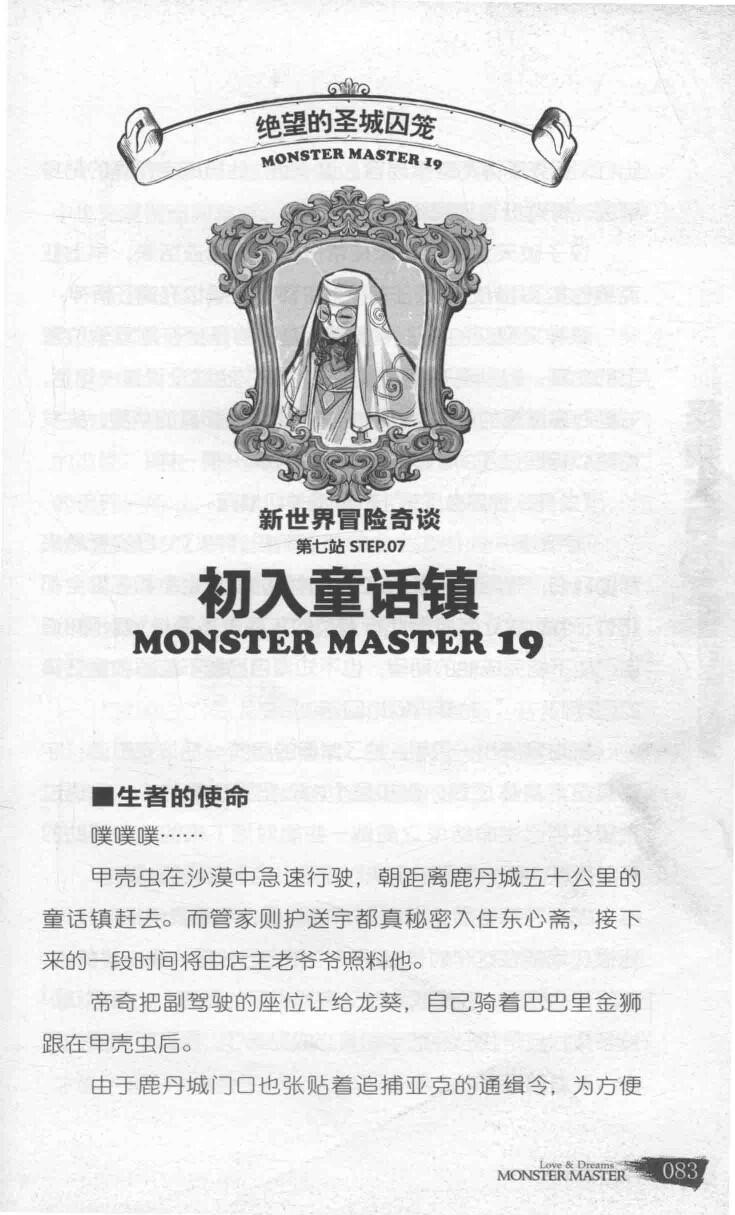 绝望的圣城囚笼
MONSTER MASTER 19
新世界冒险奇谈
第七站 STEP.07
初入童话镇
MONSTER MASTER 19
■生者的使命
噗噗噗……
甲壳虫在沙漠中急速行驶，朝距离鹿丹城五十公里的
童话镇赶去。而管家则护送宇都真秘密入住东心斋，接下
来的一段时间将由店主老爷爷照料他。
帝奇把副驾驶的座位让给龙葵，自己骑着巴巴里金狮
跟在甲壳虫后。
由于鹿丹城门口也张贴着追捕亚克的通缉令，为方便
Love & Dreams
MONSTER MASTER 083